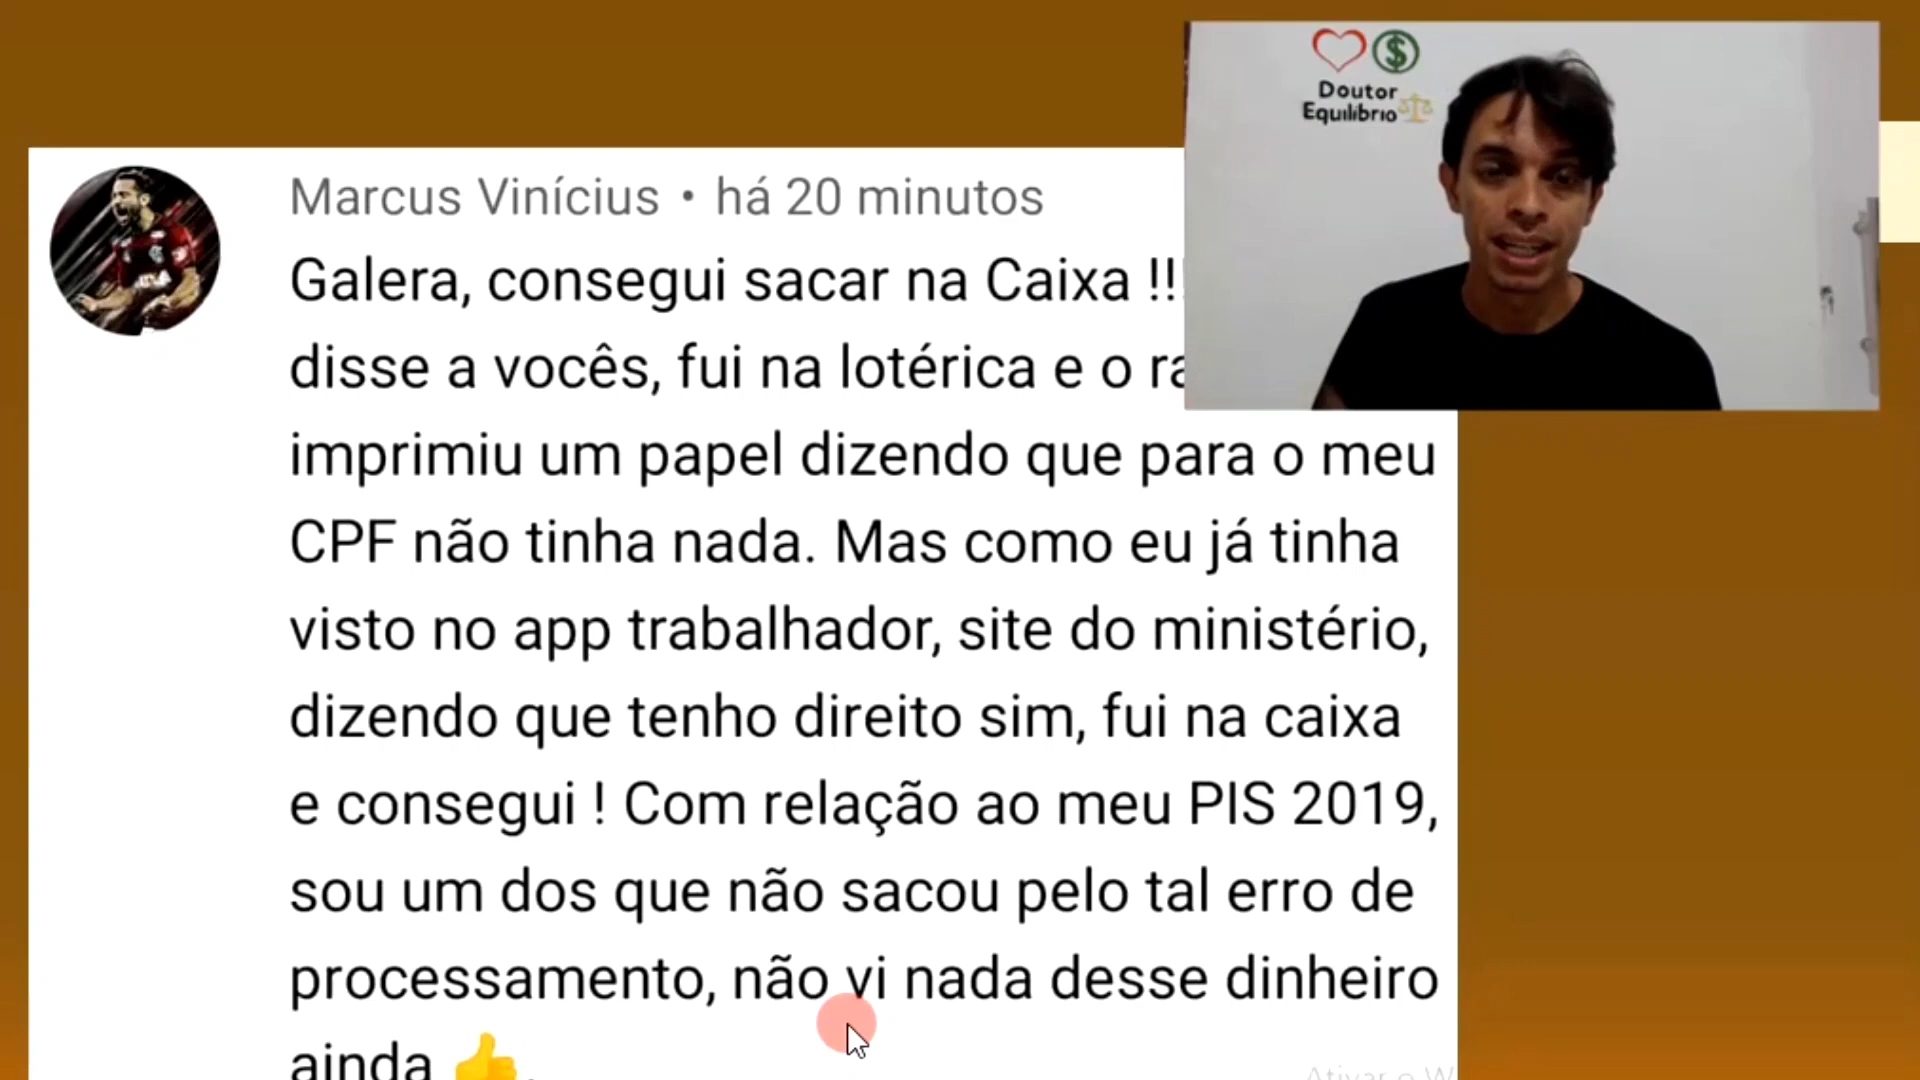 Doutor
Equilíbrio
Marcus Vinícius • há 20 minutos
Galera, consegui sacar na Caixa !!
disse a vocês, fui na lotérica e o
imprimiu um papel dizendo que para o meu
CPF não tinha nada. Mas como eu já tinha
visto no app trabalhador, site do ministério,
dizendo que tenho direito sim, fui na caixa
e consegui ! Com relação ao meu PIS 2019,
sou um dos que não sacou pelo tal erro de
processamento, não vi nada desse dinheiro
ainda 👍.
Ativar o